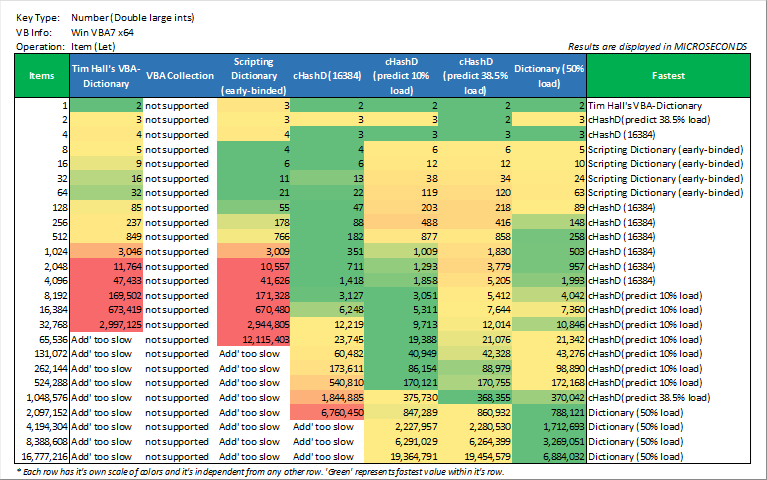 Key Type: Number (Double large ints)
VB Info: Win VBA7 x64
Operation: Item (Let)
Results are displayed in MICROSECONDS
Items Tim Hall's VBA-Dictionary VBA Collection Scripting Dictionary (early-binded) cHashD (16384) cHashD (predict 10% load) cHashD (predict 38.5% load) Dictionary (50% load) Fastest
1 2 not supported 3 2 2 2 2 Tim Hall's VBA-Dictionary
2 3 not supported 3 3 3 2 3 cHashD(predict 38.5% load)
4 4 not supported 4 3 3 3 3 cHashD (16384)
8 5 not supported 4 4 6 6 5 Scripting Dictionary (early-binded)
16 9 not supported 6 6 12 12 10 Scripting Dictionary (early-binded)
32 16 not supported 11 13 38 34 24 Scripting Dictionary (early-binded)
64 32 not supported 21 22 119 120 63 Scripting Dictionary (early-binded)
128 85 not supported 55 47 203 218 89 cHashD (16384)
256 237 not supported 178 88 488 416 148 cHashD (16384)
512 849 not supported 766 182 877 858 258 cHashD (16384)
1,024 3,046 not supported 3,009 351 1,009 1,830 503 cHashD (16384)
2,048 11,764 not supported 10,557 711 1,293 3,779 957 cHashD (16384)
4,096 47,433 not supported 41,626 1,418 1,858 5,205 1,993 cHashD (16384)
8,192 169,502 not supported 171,328 3,127 3,051 5,412 4,042 cHashD(predict 10% load)
16,384 673,419 not supported 670,480 6,248 5,311 7,644 7,360 cHashD(predict 10% load)
32,768 2,997,125 not supported 2,944,805 12,219 9,713 12,014 10,846 cHashD(predict 10% load)
65,536 Add' too slow not supported 12,115,403 23,745 19,388 21,076 21,342 cHashD(predict 10% load)
131,072 Add' too slow not supported Add' too slow 60,482 40,949 42,328 43,276 cHashD(predict 10% load)
262,144 Add' too slow not supported Add' too slow 173,611 86,154 88,979 98,890 cHashD(predict 10% load)
524,288 Add' too slow not supported Add' too slow 540,810 170,121 170,755 172,168 cHashD(predict 10% load)
1,048,576 Add' too slow not supported Add' too slow 1,844,885 375,730 368,355 370,042 cHashD(predict 38.5% load)
2,097,152 Add' too slow not supported Add' too slow 6,760,450 847,289 860,932 788,121 Dictionary (50% load)
4,194,304 Add' too slow not supported Add' too slow Add' too slow 2,227,957 2,280,530 1,712,693 Dictionary (50% load)
8,388,608 Add' too slow not supported Add' too slow Add' too slow 6,291,029 6,264,399 3,269,051 Dictionary (50% load)
16,777,216 Add' too slow not supported Add' too slow Add' too slow 19,364,791 19,454,579 6,884,032 Dictionary (50% load)
* Each row has it's own scale of colors and it's independent from any other row. 'Green' represents fastest value within it's row.